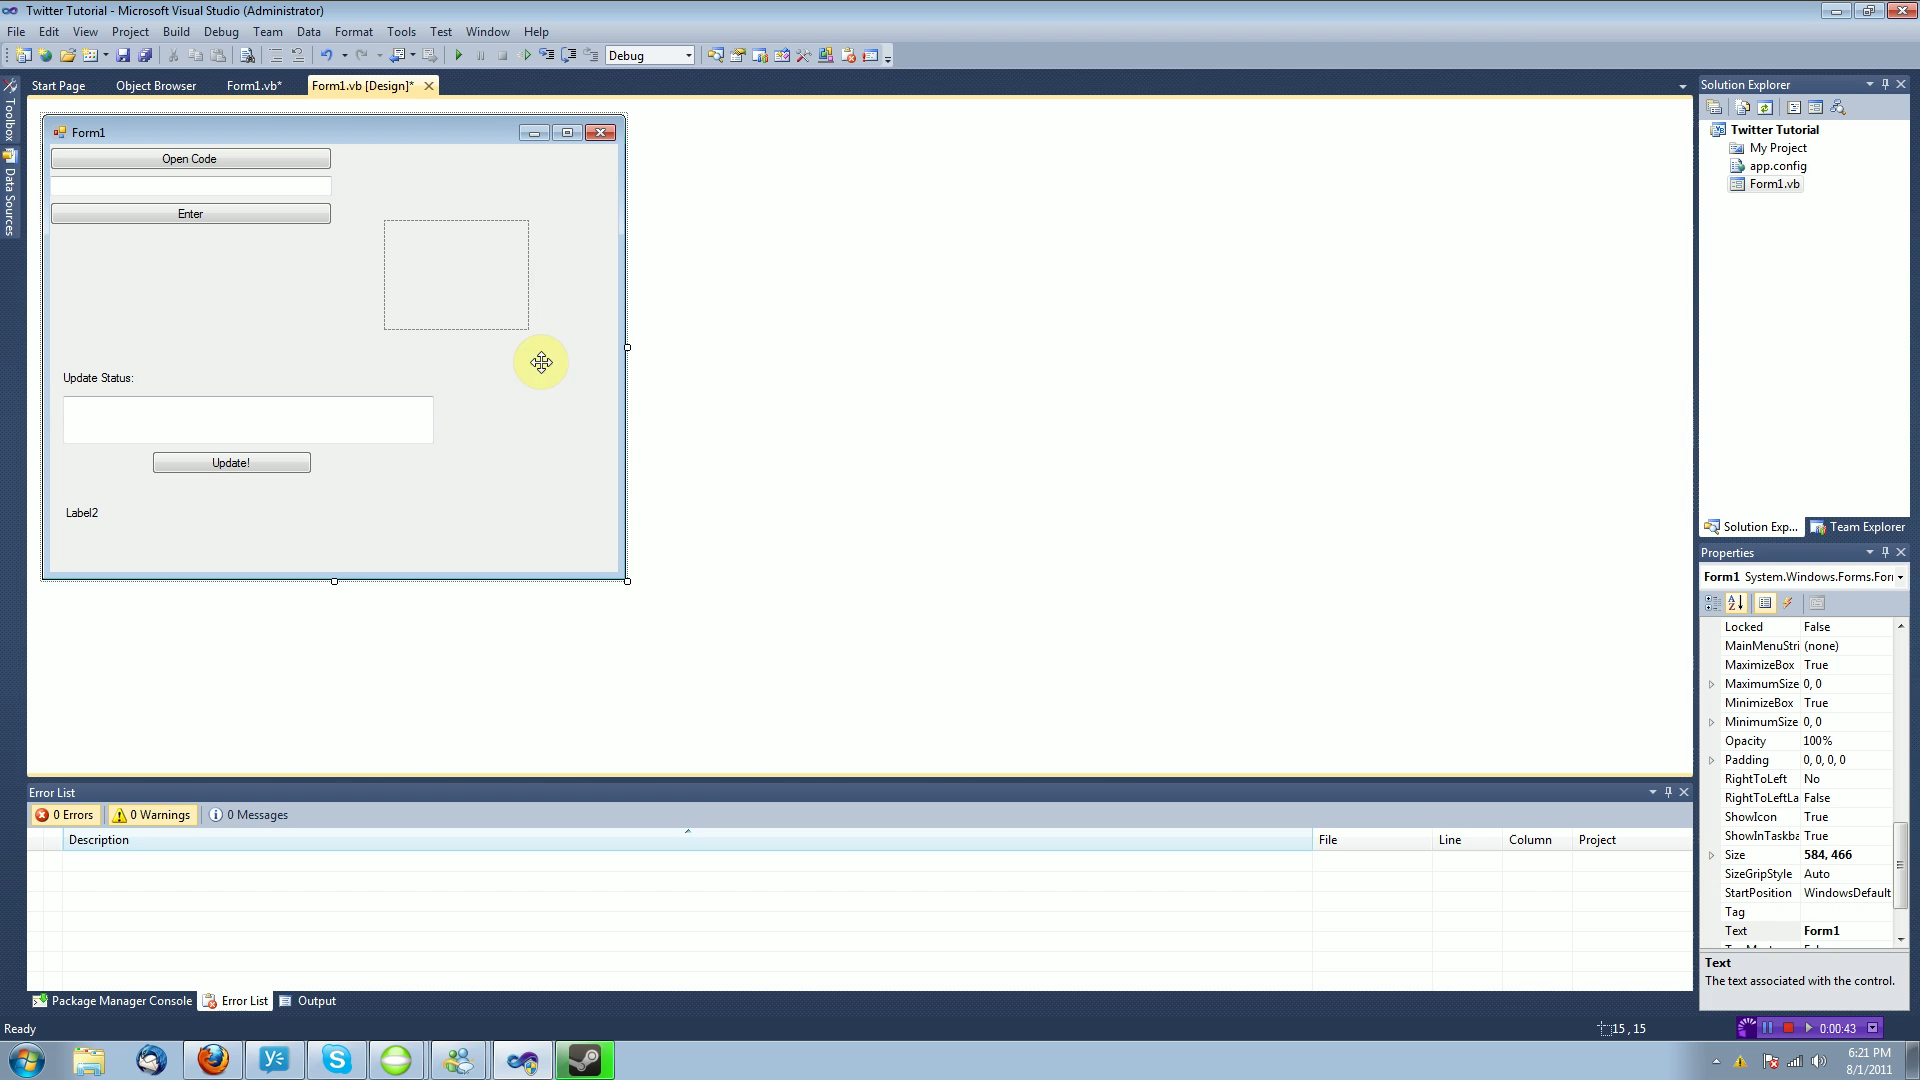 Twitter Tutorial - Microsoft Visual Studio (Administrator)
File Edit View Project Build Debug Team Data Format Tools Test Window Help
Debug
Start Page Object Browser Form1.vb* Form1.vb [Design]*
Toolbox
Data Sources
Form1
Open Code
Enter
Update Status:
Update!
Label2
Solution Explorer
Twitter Tutorial
My Project
app.config
Form1.vb
Solution Exp... Team Explorer
Properties
Form1 System.Windows.Forms.For
Locked False
MainMenuStri (none)
MaximizeBox True
MaximumSize 0, 0
MinimizeBox True
MinimumSize 0, 0
Opacity 100%
Padding 0, 0, 0, 0
RightToLeft No
RightToLeftLa False
ShowIcon True
ShowInTaskba True
Size 584, 466
SizeGripStyle Auto
StartPosition WindowsDefault
Tag
Text Form1
Text
The text associated with the control.
Error List
0 Errors 0 Warnings 0 Messages
Description File Line Column Project
Package Manager Console Error List Output
Ready 15 , 15 0:00:43
6:21 PM
8/1/2011